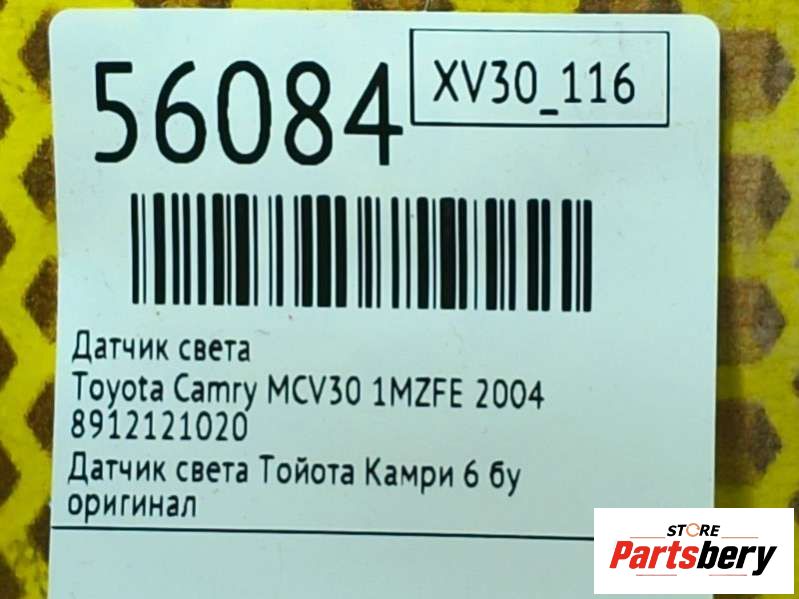 56084
XV30_116
Датчик света
Toyota Camry MCV30 1MZFE 2004
8912121020
Датчик света Тойота Камри 6 бу
оригинал
STORE
Partsbery